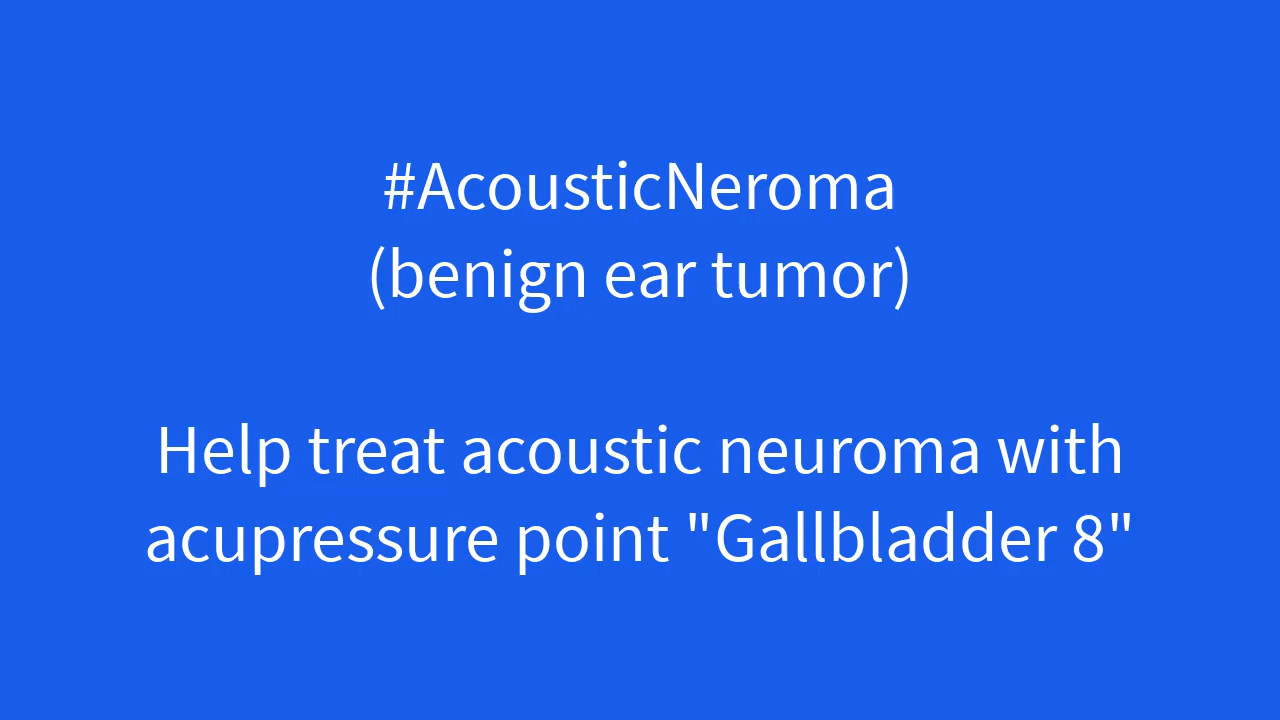 #AcousticNeroma
(benign ear tumor)
Help treat acoustic neuroma with
acupressure point "Gallbladder 8"